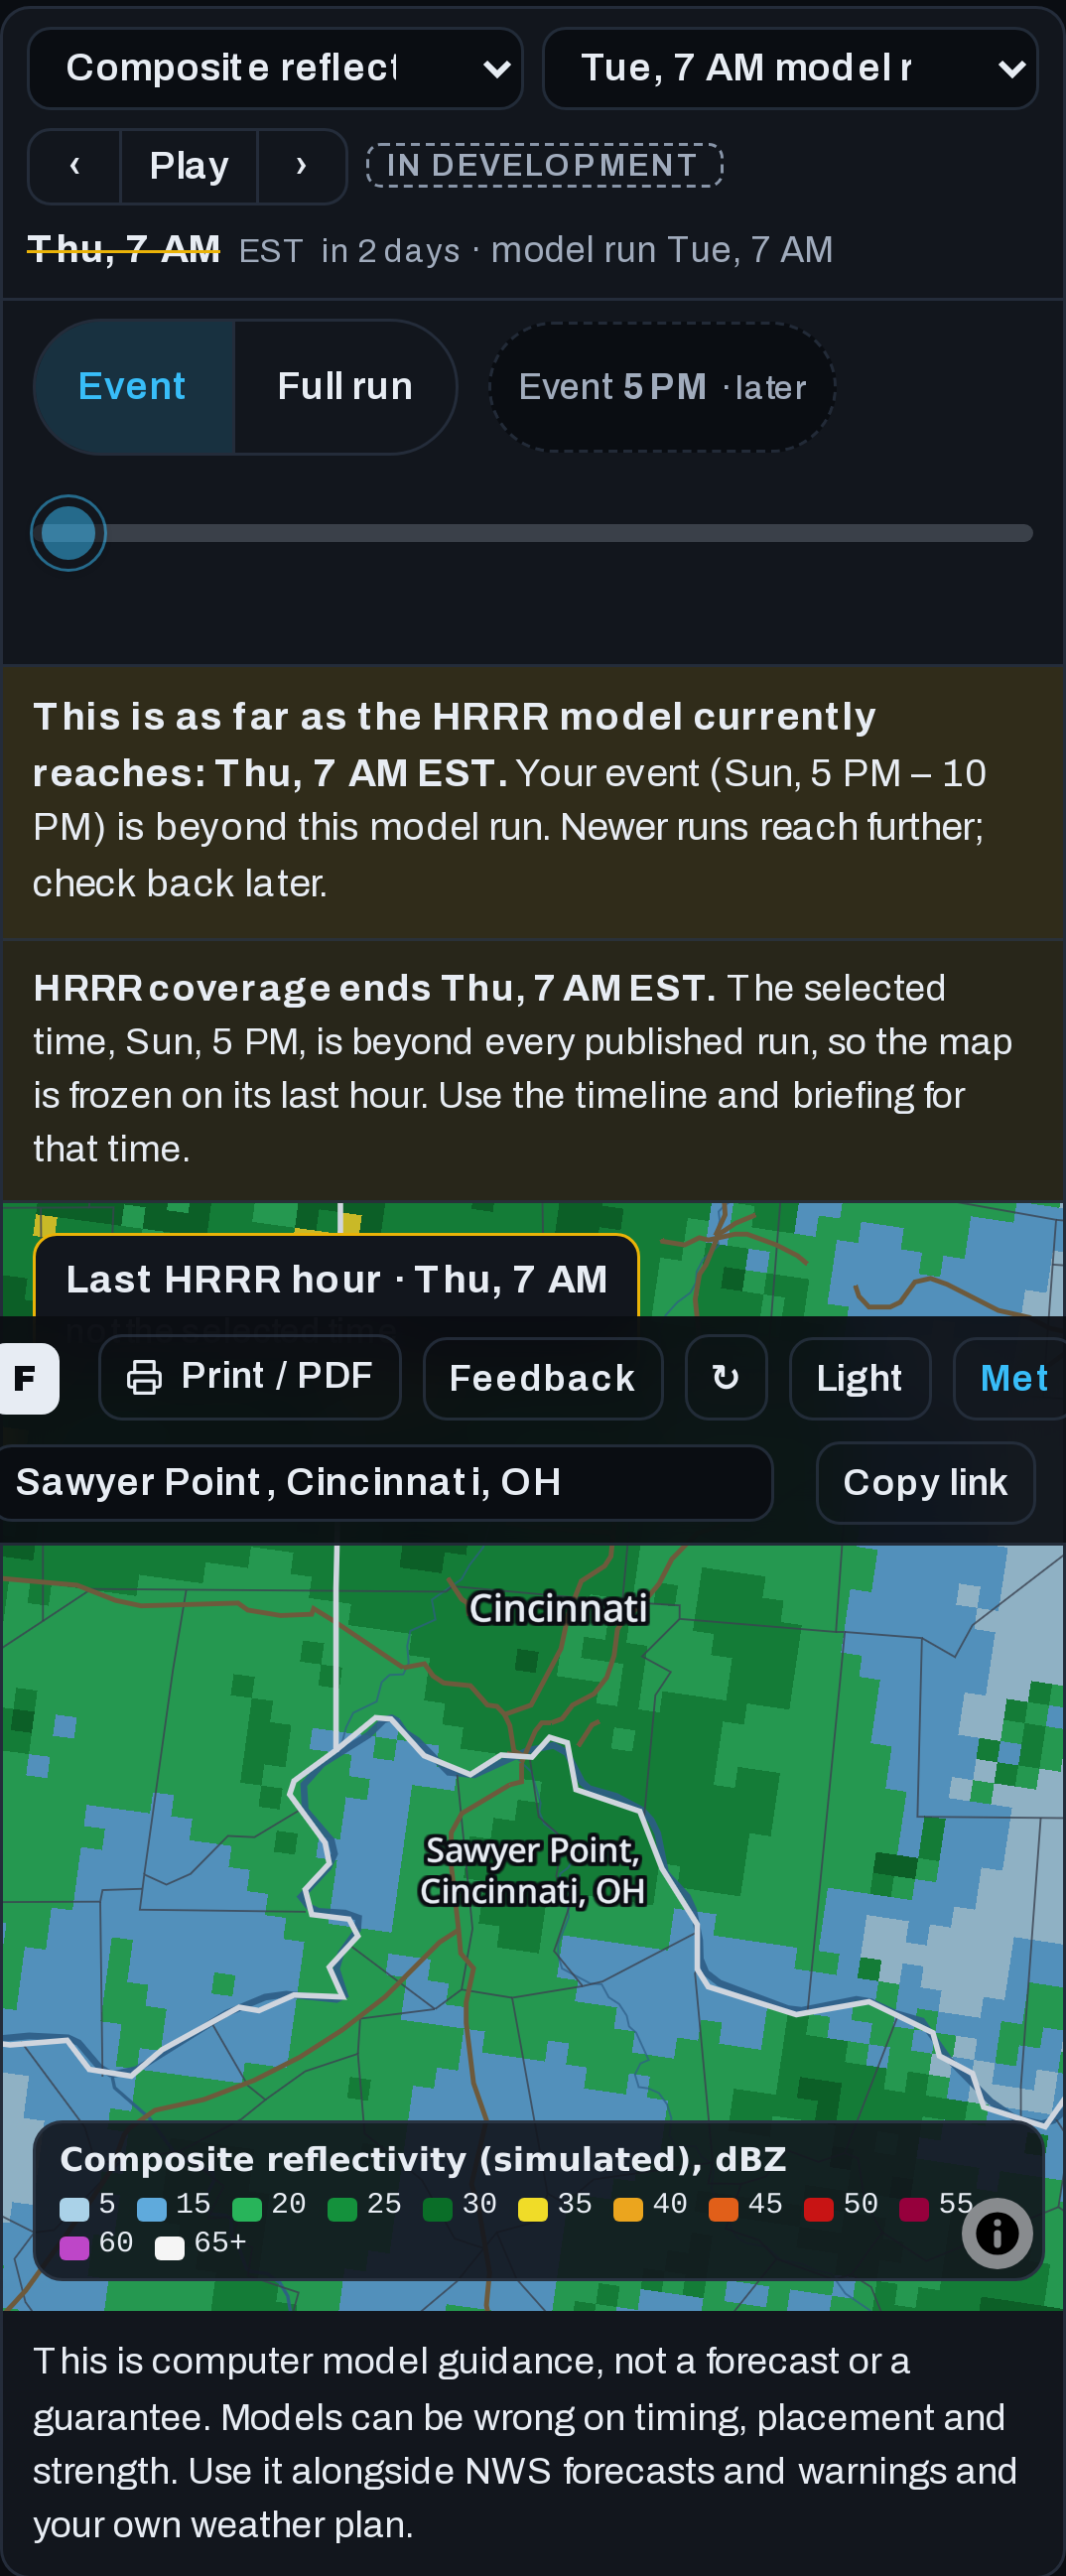 Composite reflect
Tue, 7 AM model r
‹ Play › IN DEVELOPMENT
Thu, 7 AM EST in 2 days · model run Tue, 7 AM
Event Full run Event 5 PM · later
This is as far as the HRRR model currently
reaches: Thu, 7 AM EST. Your event (Sun, 5 PM – 10
PM) is beyond this model run. Newer runs reach further;
check back later.
HRRR coverage ends Thu, 7 AM EST. The selected
time, Sun, 5 PM, is beyond every published run, so the map
is frozen on its last hour. Use the timeline and briefing for
that time.
Last HRRR hour · Thu, 7 AM
not the selected time
F Print / PDF Feedback ↻ Light Met
Sawyer Point, Cincinnati, OH Copy link
Cincinnati
Sawyer Point,
Cincinnati, OH
Composite reflectivity (simulated), dBZ
5 15 20 25 30 35 40 45 50 55
60 65+
This is computer model guidance, not a forecast or a
guarantee. Models can be wrong on timing, placement and
strength. Use it alongside NWS forecasts and warnings and
your own weather plan.